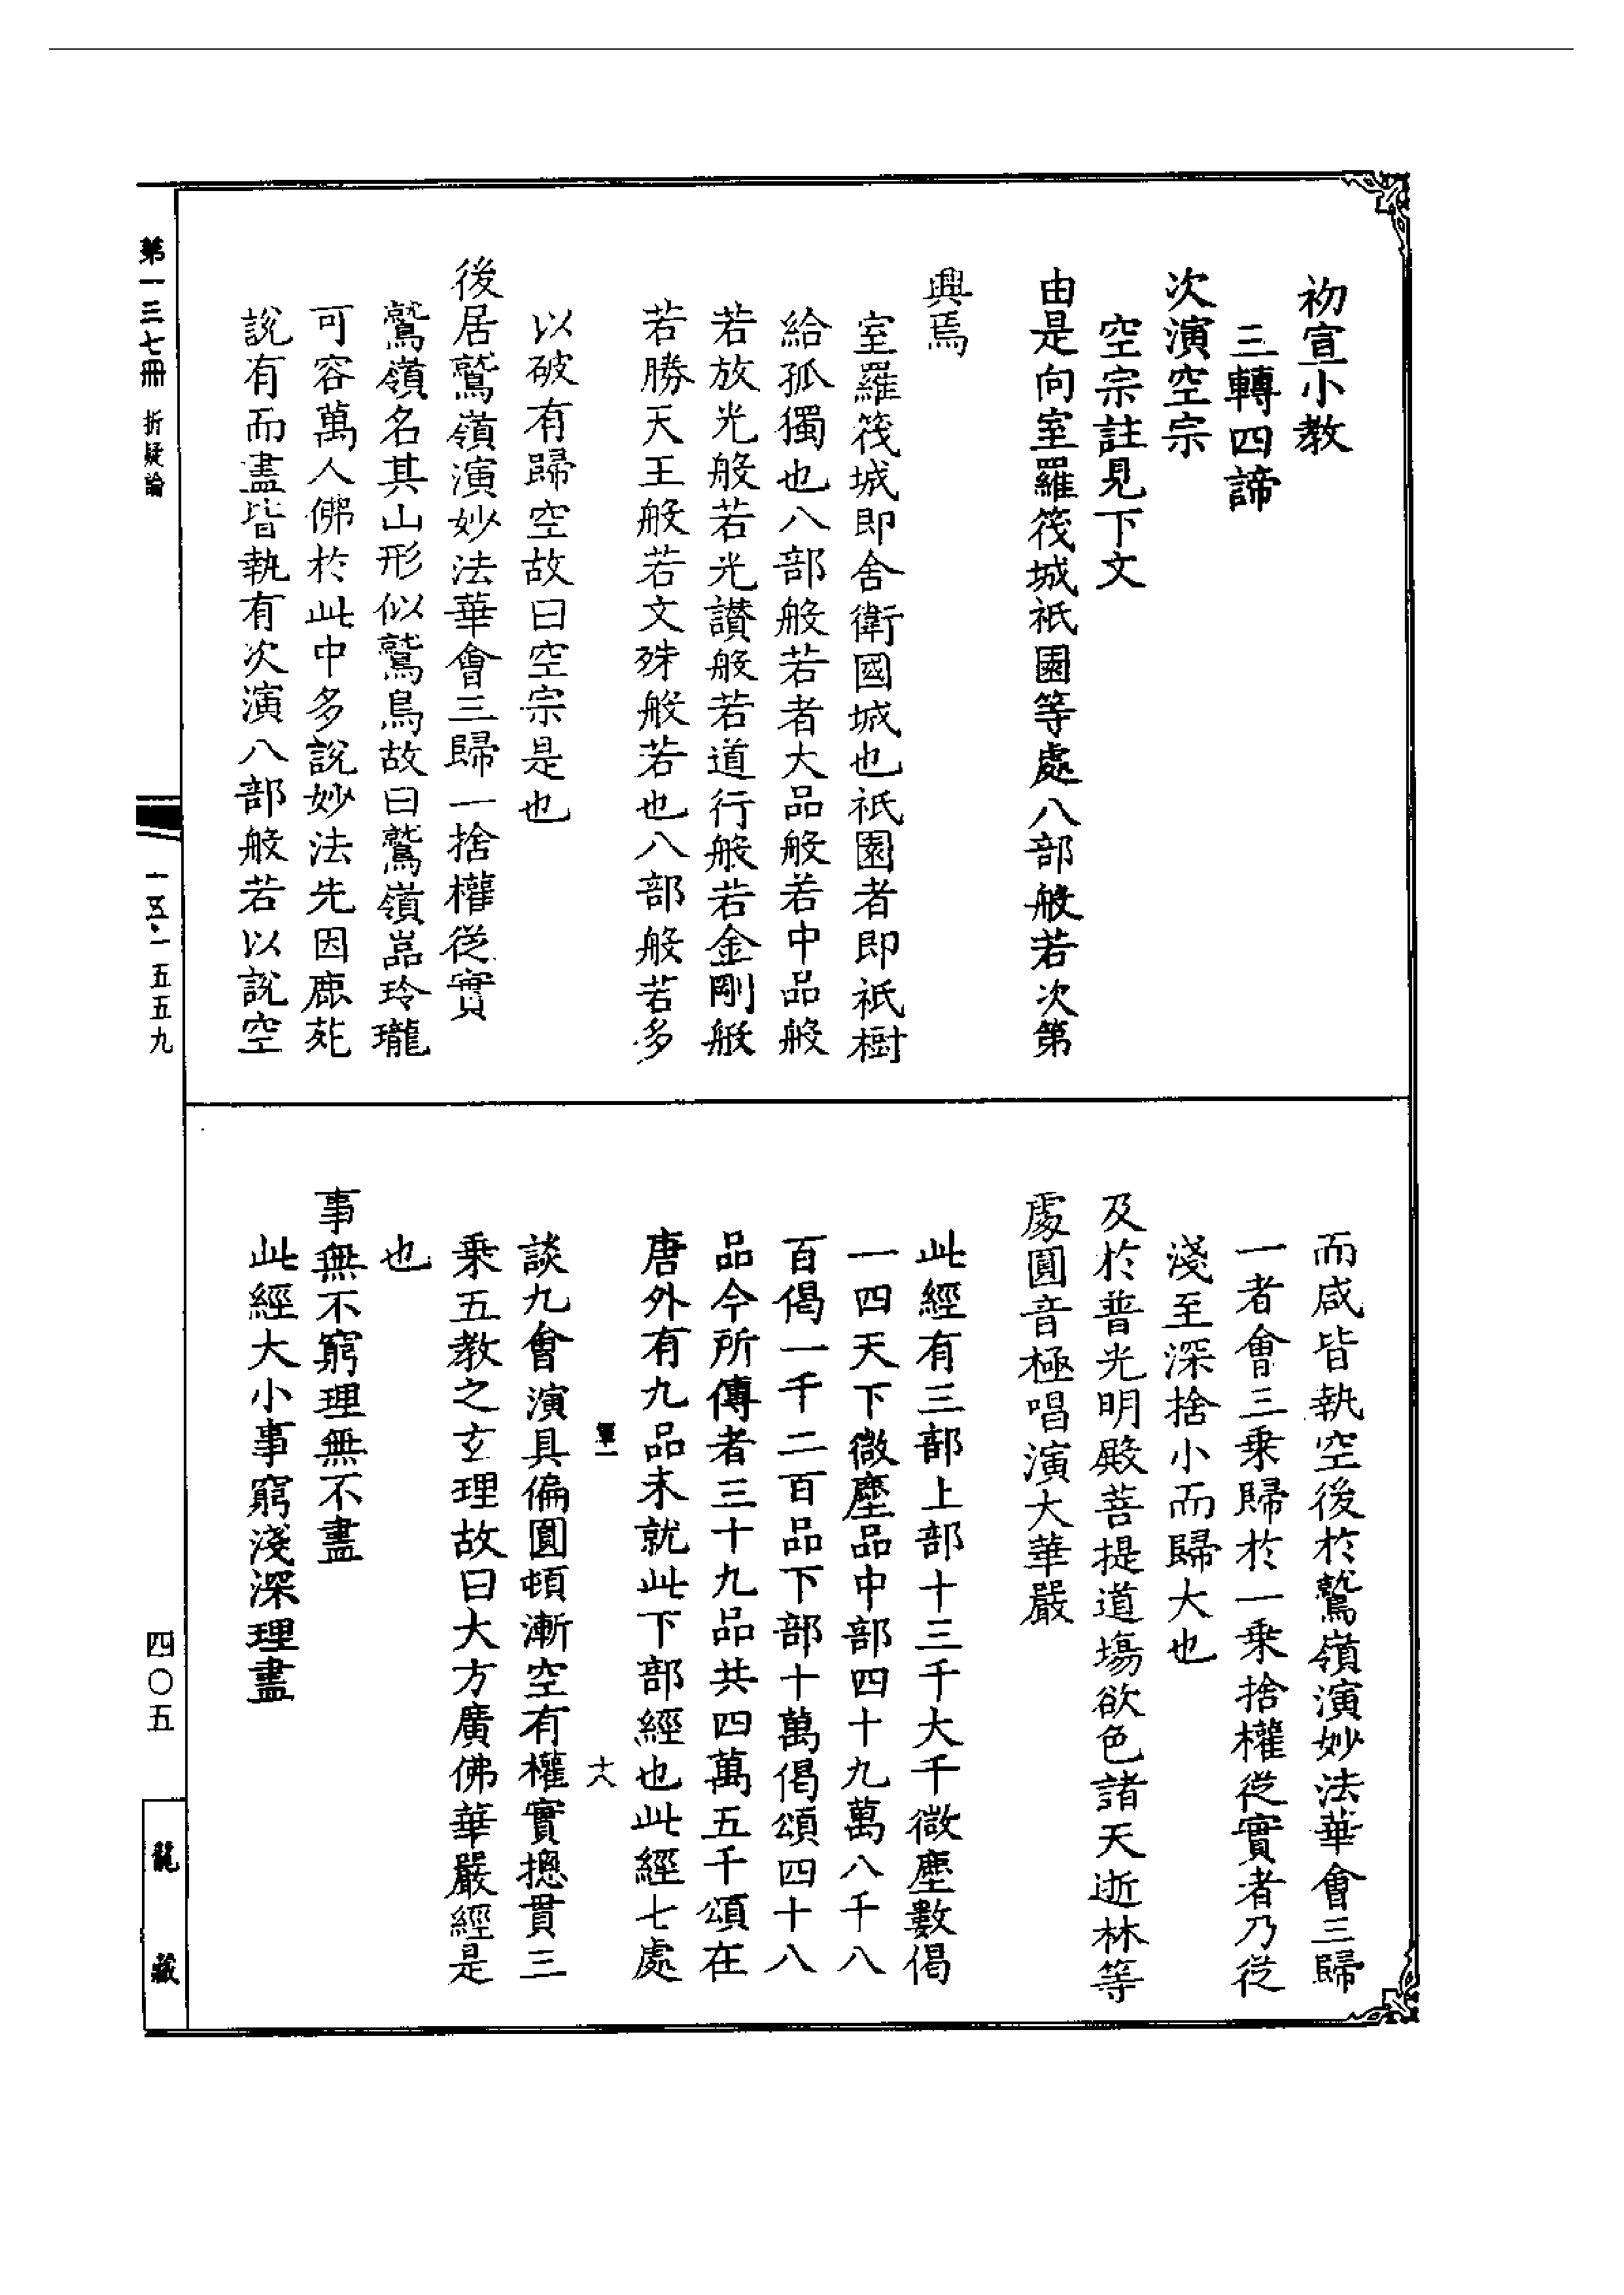 初宣小教
三轉四諦
次演空宗
空宗註見下文
由是向室羅筏城祇園等處八部般若次第
興焉
室羅筏城即舍衛國城也祇園者即祇樹
給孤獨也八部般若者大品般若中品般
若放光般若光讃般若道行般若金剛般
若勝天王般若文殊般若也八部般若多
以破有歸空故曰空宗是也
後居鷲嶺演妙法華會三歸一捨權從實
鷲嶺名其山形似鷲鳥故曰鷲嶺嵓玲瓏
可容萬人佛於此中多說妙法先因鹿苑
說有而盡皆執有次演八部般若以說空
而咸皆執空後於鷲嶺演妙法華會三歸
一者會三乗歸於一乗捨權從實者乃從
淺至深捨小而歸大也
及於普光明殿菩提道場欲色諸天逝林等
處圓音極唱演大華嚴
此經有三部上部十三千大千微塵數偈
一四天下微塵品中部四十九萬八千八
百偈一千二百品下部十萬偈頌四十八
品今所傳者三十九品共四萬五千頌在
唐外有九品未就此下部經也此經七處
談九會演具偏圓頓漸空有權實摠貫三
乗五教之玄理故曰大方廣佛華嚴經是
也
事無不窮理無不盡
此經大小事窮淺深理盡
第一三七冊 折疑論
一五·一五五九
四〇五
龍藏